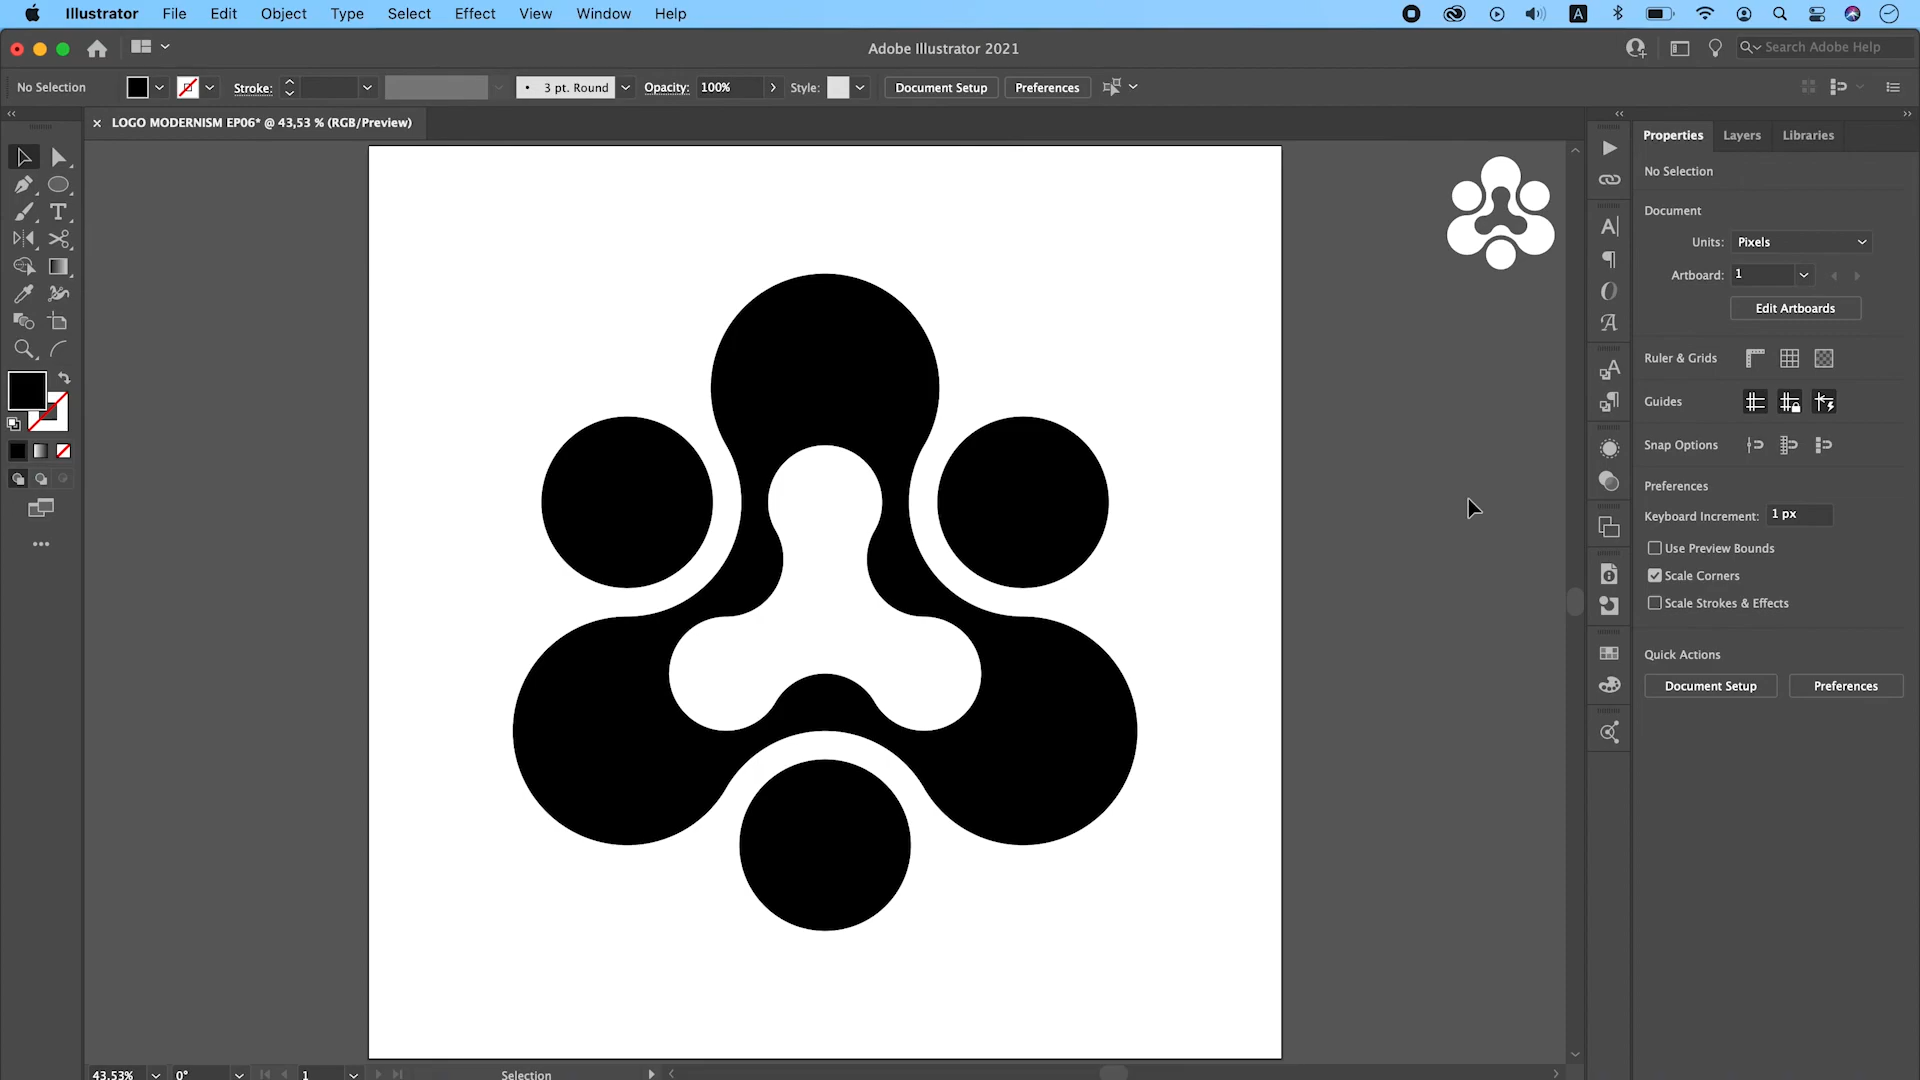 Illustrator File Edit Object Type Select Effect View Window Help
A
Adobe Illustrator 2021
Search Adobe Help
No Selection Stroke: 3 pt. Round Opacity: 100% Style: Document Setup Preferences
LOGO MODERNISM EP06* @ 43,53 % (RGB/Preview)
Properties Layers Libraries
No Selection
Document
Units: Pixels
Artboard: 1
Edit Artboards
Ruler & Grids
Guides
Snap Options
Preferences
Keyboard Increment: 1 px
Use Preview Bounds
Scale Corners
Scale Strokes & Effects
Quick Actions
Document Setup Preferences
43,53% 0° 1 Selection